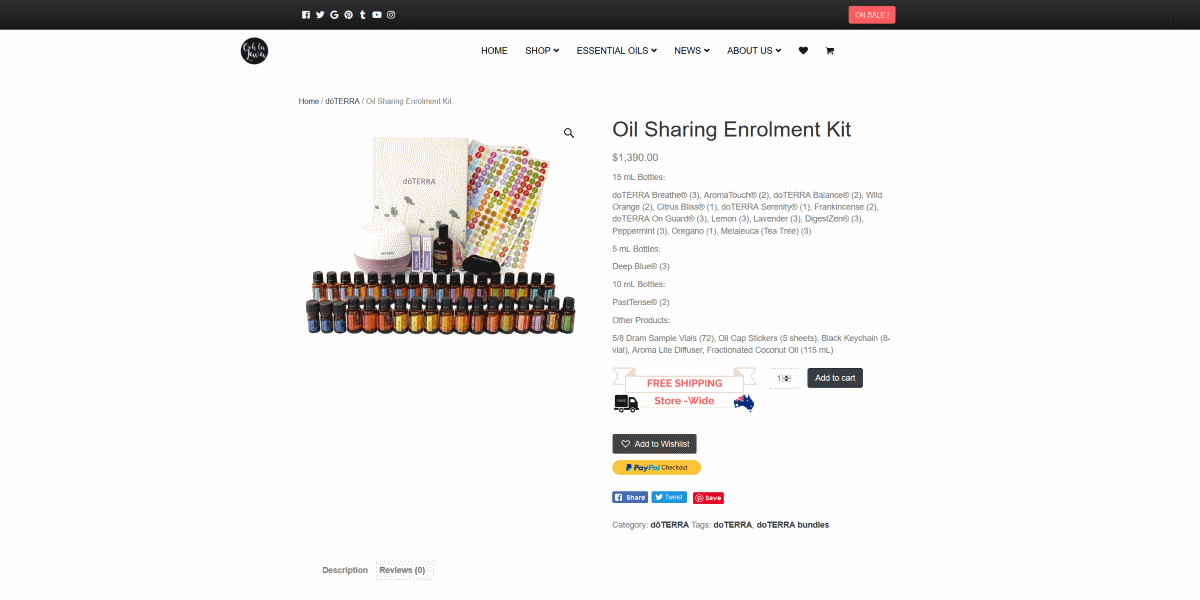 ON SALE !
Ooh la Lawa
HOME SHOP ESSENTIAL OILS NEWS ABOUT US
Home / dōTERRA / Oil Sharing Enrolment Kit
dōTERRA
Oil Sharing Enrolment Kit
$1,390.00
15 mL Bottles:
doTERRA Breathe® (3), AromaTouch® (2), doTERRA Balance® (2), Wild
Orange (2), Citrus Bliss® (1), doTERRA Serenity® (1), Frankincense (2),
doTERRA On Guard® (3), Lemon (3), Lavender (3), DigestZen® (3),
Peppermint (3), Oregano (1), Melaleuca (Tea Tree) (3)
5 mL Bottles:
Deep Blue® (3)
10 mL Bottles:
PastTense® (2)
Other Products:
5/8 Dram Sample Vials (72), Oil Cap Stickers (5 sheets), Black Keychain (8-
vial), Aroma Lite Diffuser, Fractionated Coconut Oil (115 mL)
FREE SHIPPING
Store -Wide
1
Add to cart
Add to Wishlist
PayPal Checkout
Share Tweet Save
Category: dōTERRA Tags: doTERRA, doTERRA bundles
Description Reviews (0)